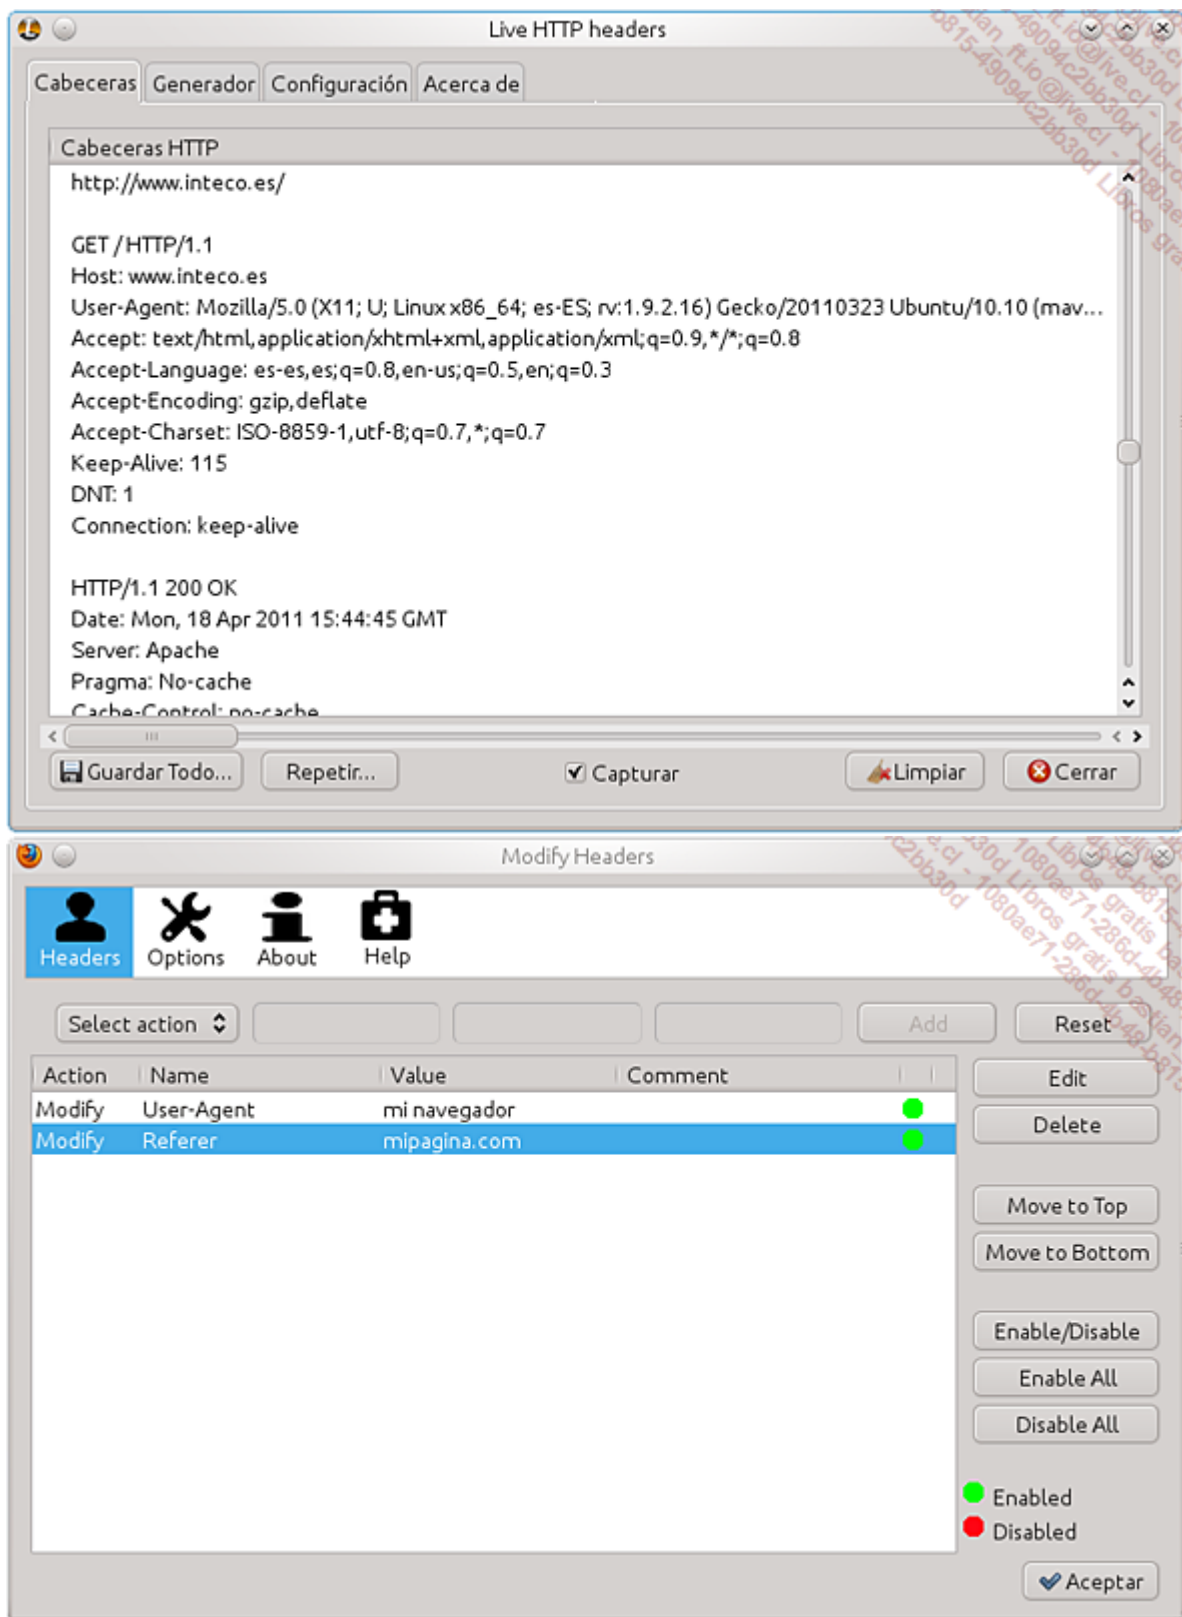 Live HTTP headers
Cabeceras Generador Configuración Acerca de
Cabeceras HTTP
http://www.inteco.es/
GET / HTTP/1.1
Host: www.inteco.es
User-Agent: Mozilla/5.0 (X11; U; Linux x86_64; es-ES; rv:1.9.2.16) Gecko/20110323 Ubuntu/10.10 (mav...
Accept: text/html,application/xhtml+xml,application/xml;q=0.9,*/*;q=0.8
Accept-Language: es-es,es;q=0.8,en-us;q=0.5,en;q=0.3
Accept-Encoding: gzip,deflate
Accept-Charset: ISO-8859-1,utf-8;q=0.7,*;q=0.7
Keep-Alive: 115
DNT: 1
Connection: keep-alive
HTTP/1.1 200 OK
Date: Mon, 18 Apr 2011 15:44:45 GMT
Server: Apache
Pragma: No-cache
Cache-Control: no-cache
Guardar Todo... Repetir... Capturar Limpiar Cerrar
Modify Headers
Headers Options About Help
Select action Add Reset
Action Name Value Comment
Modify User-Agent mi navegador
Modify Referer mipagina.com
Edit
Delete
Move to Top
Move to Bottom
Enable/Disable
Enable All
Disable All
Enabled
Disabled
Aceptar